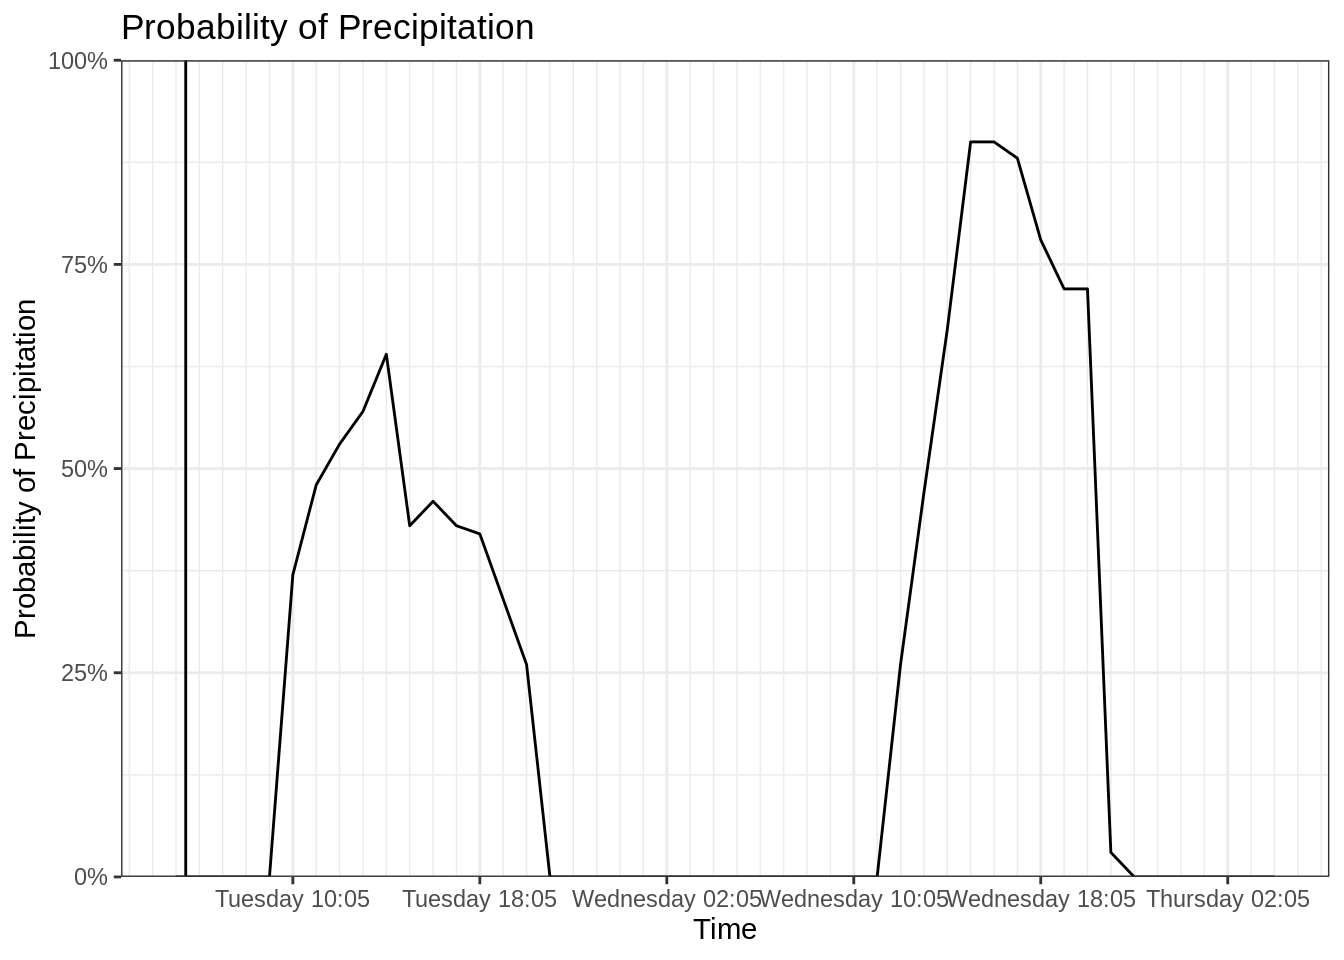 Probability of Precipitation
Probability of Precipitation
100%
75%
50%
25%
0%
Tuesday 10:05 Tuesday 18:05 Wednesday 02:05 Wednesday 10:05 Wednesday 18:05 Thursday 02:05
Time